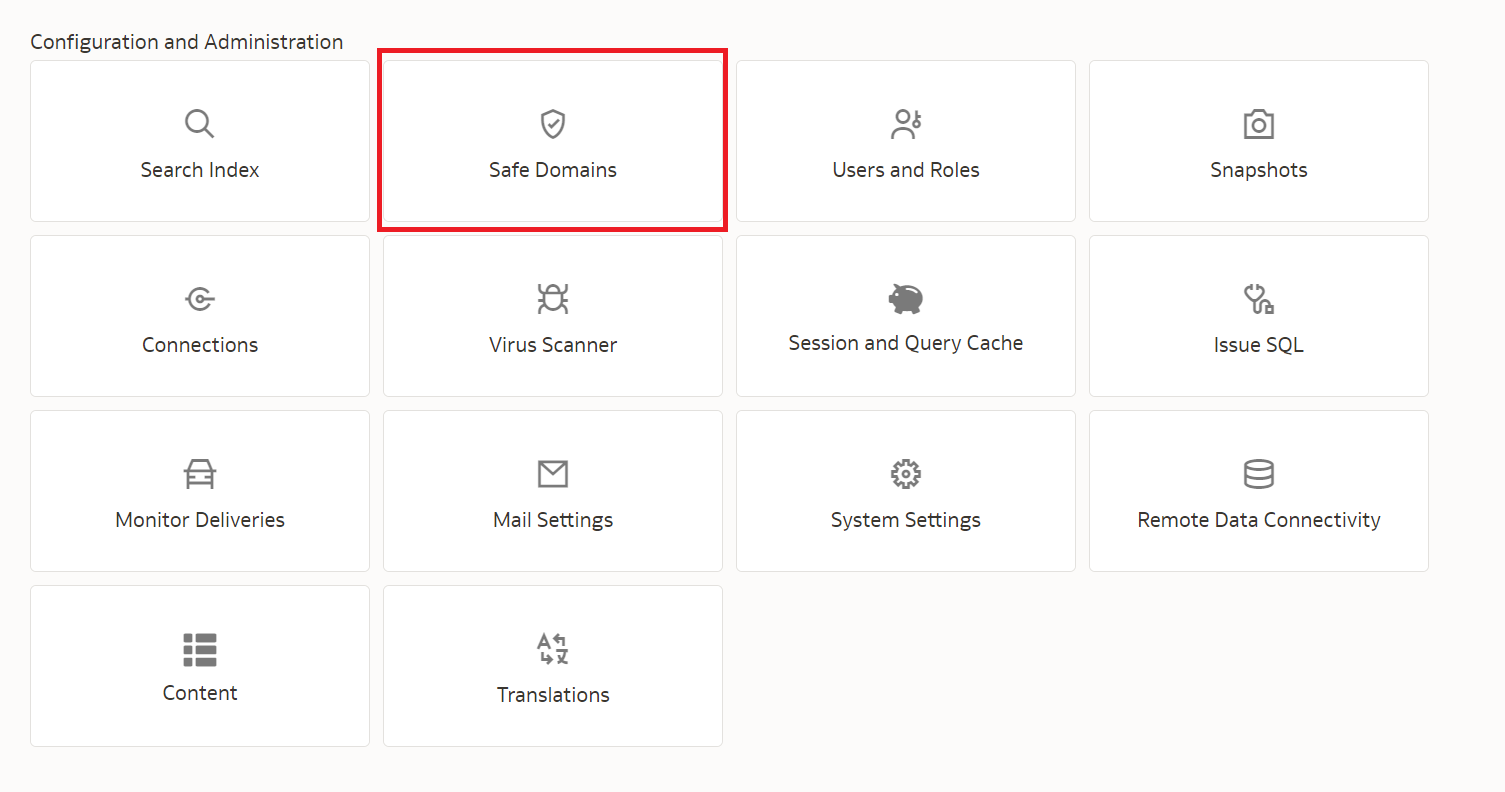 Configuration and Administration
Search Index
Safe Domains
Users and Roles
Snapshots
Connections
Virus Scanner
Session and Query Cache
Issue SQL
Monitor Deliveries
Mail Settings
System Settings
Remote Data Connectivity
Content
Translations